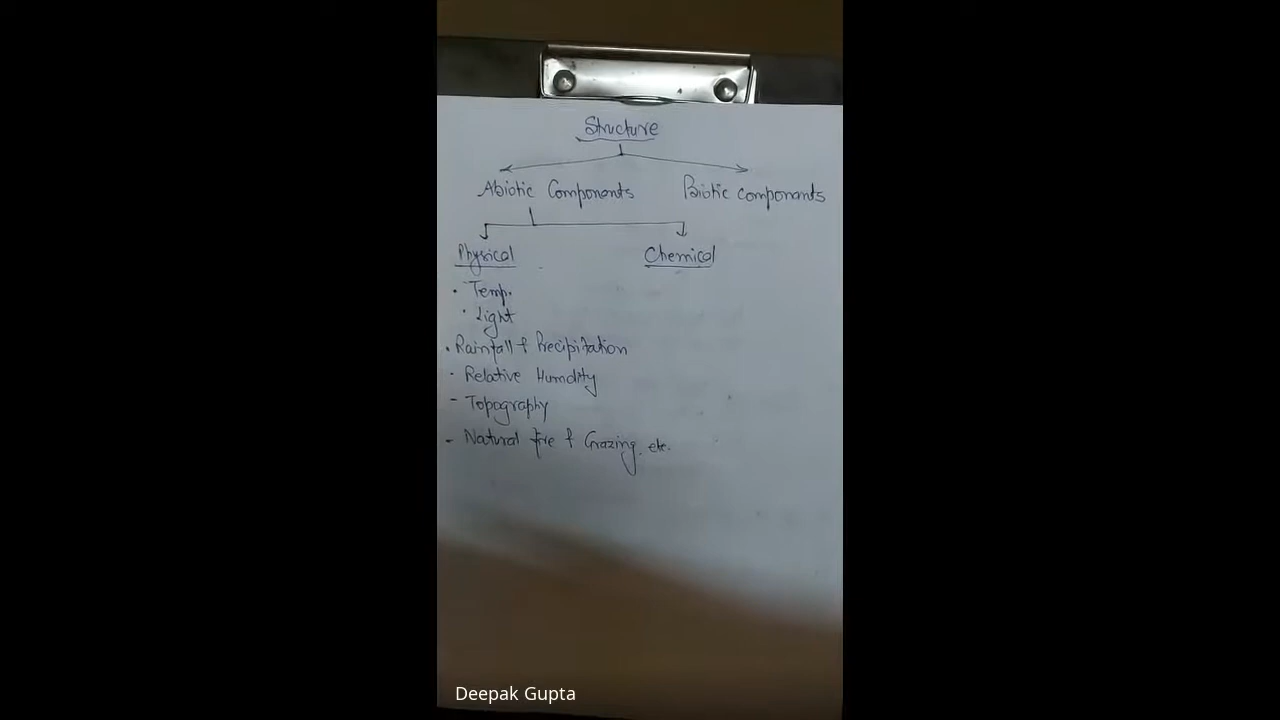 Structure
Abiotic Components Biotic components
Physical Chemical
• Temp.
• Light
• Rainfall & Precipitation
- Relative Humdity
- Topography
- Natural fire & Grazing, etc.
Deepak Gupta